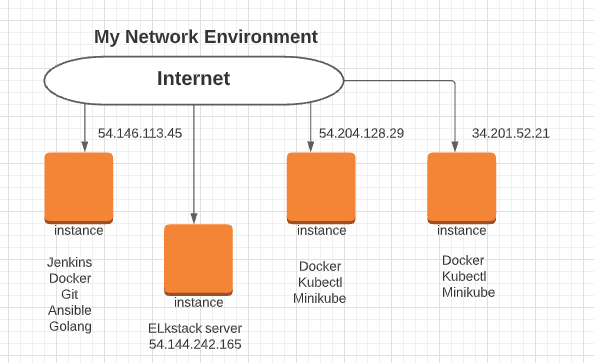 My Network Environment
Internet
54.146.113.45
54.204.128.29
34.201.52.21
instance
Jenkins
Docker
Git
Ansible
Golang
instance
ELkstack server
54.144.242.165
instance
Docker
Kubectl
Minikube
instance
Docker
Kubectl
Minikube